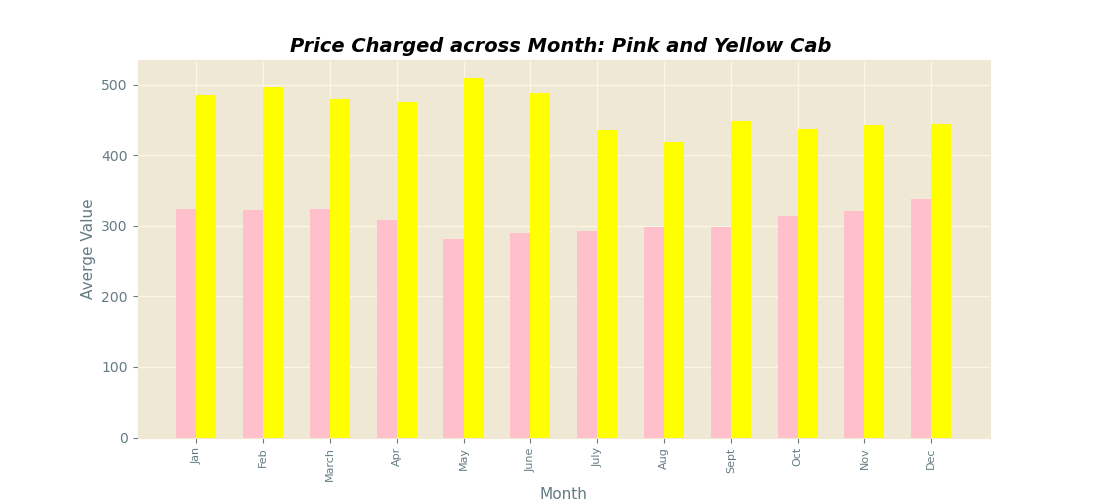 Price Charged across Month: Pink and Yellow Cab
Averge Value
500
400
300
200
100
0
Jan
Feb
March
Apr
May
June
July
Aug
Sept
Oct
Nov
Dec
Month